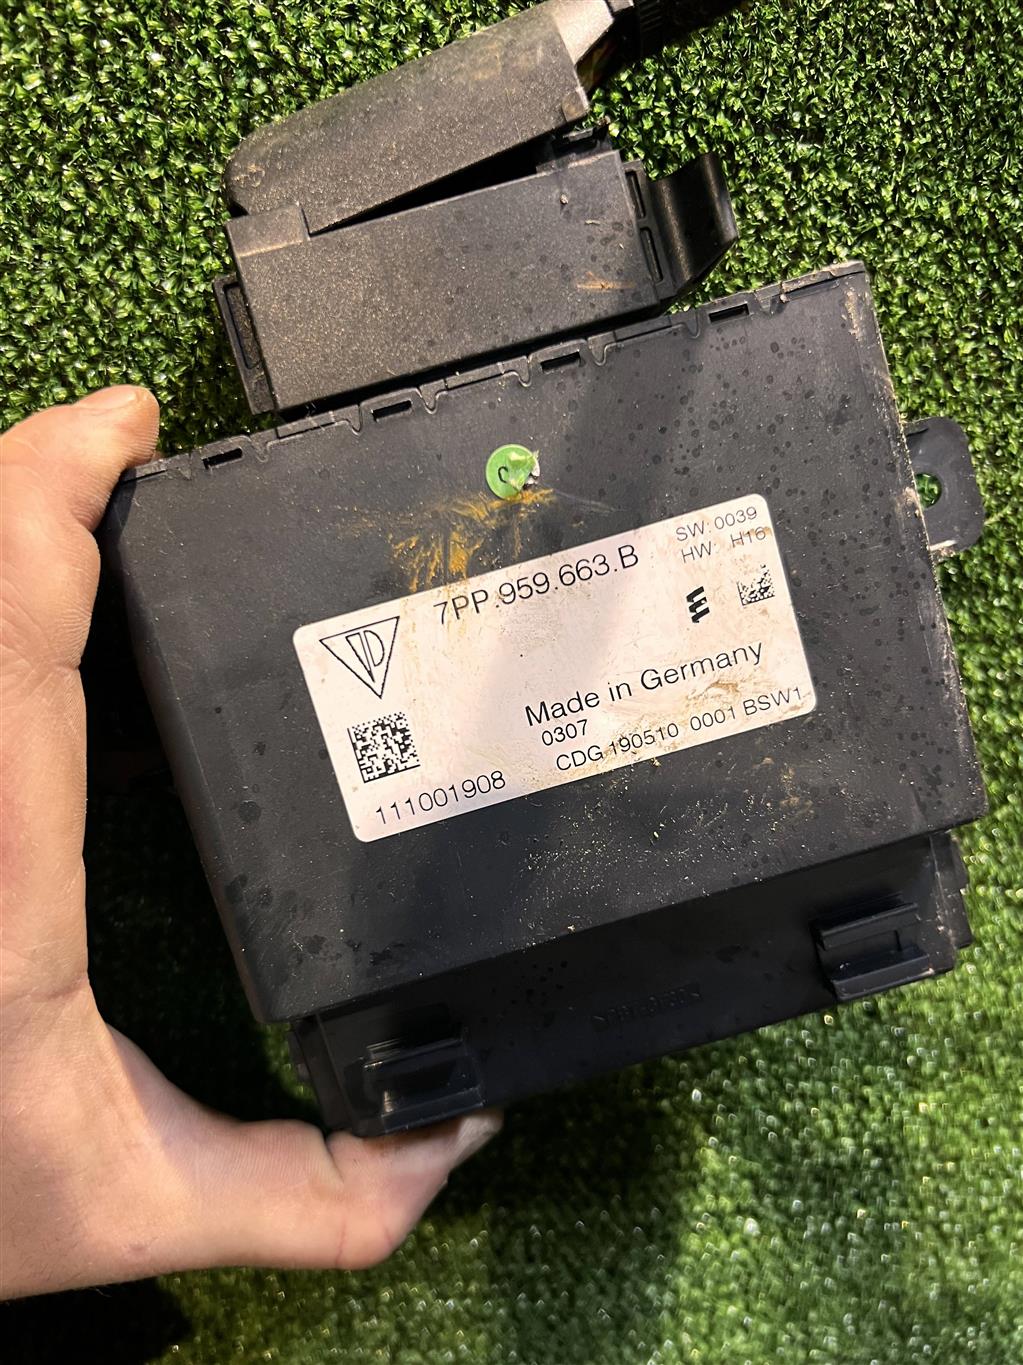 C
7PP.959.663.B
SW: 0039
HW: H16
Made in Germany
0307
CDG 190510 0001 BSW1
111001908